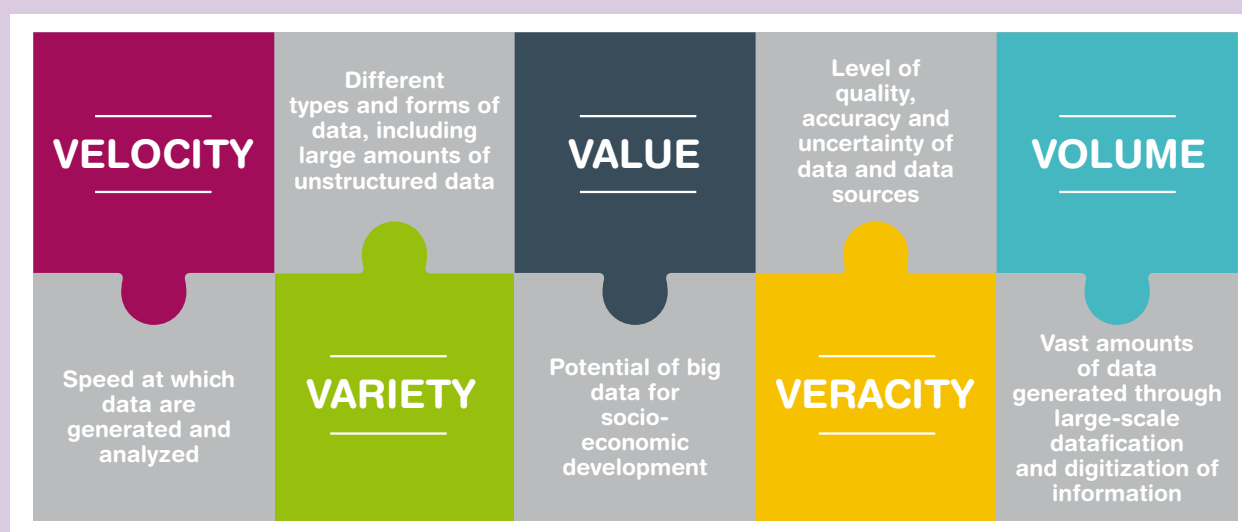 VELOCITY
Speed at which
data are
generated and
analyzed
Different
types and forms of
data, including
large amounts of
unstructured data
VARIETY
VALUE
Potential of big
data for
socio-
economic
development
Level of
quality,
accuracy and
uncertainty of
data and data
sources
VERACITY
VOLUME
Vast amounts
of data
generated through
large-scale
datafication
and digitization of
information